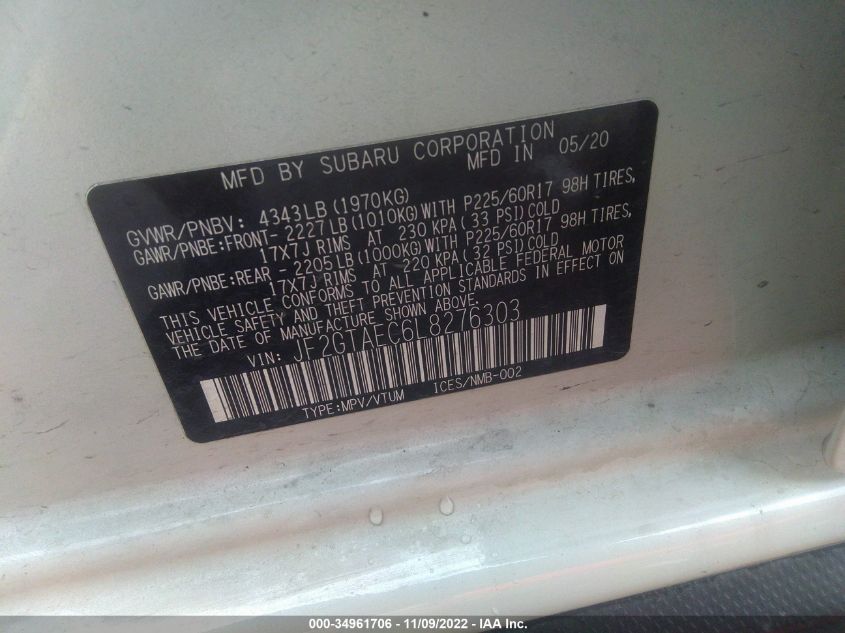 MFD BY SUBARU CORPORATION
MFD IN 05/20
GVWR/PNBV: 4343LB (1970KG)
GAWR/PNBE:FRONT- 2227LB (1010KG) WITH P225/60R17 98H TIRES,
17X7J RIMS AT 230 KPA (33 PSI) COLD
GAWR/PNBE:REAR - 2205LB (1000KG) WITH P225/60R17 98H TIRES,
17X7J RIMS AT 220 KPA (32 PSI) COLD
THIS VEHICLE CONFORMS TO ALL APPLICABLE FEDERAL MOTOR
VEHICLE SAFETY AND THEFT PREVENTION STANDARDS IN EFFECT ON
THE DATE OF MANUFACTURE SHOWN ABOVE.
VIN: JF2GTAEC6L8276303
TYPE:MPV/VTUM ICES/NMB-002
000-34961706 - 11/09/2022 - IAA Inc.